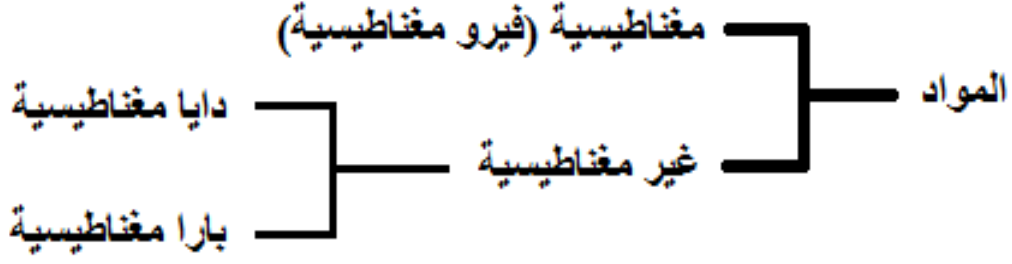 المواد
مغناطيسية (فيرو مغناطيسية)
غير مغناطيسية
دايا مغناطيسية
بارا مغناطيسية